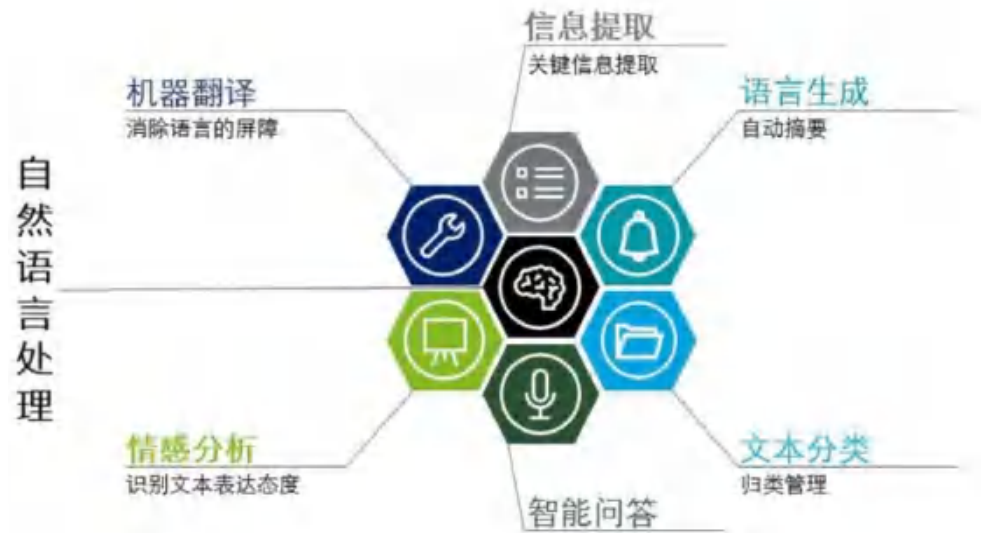 信息提取
关键信息提取
机器翻译
消除语言的屏障
语言生成
自动摘要
自然语言处理
情感分析
识别文本表达态度
文本分类
归类管理
智能问答